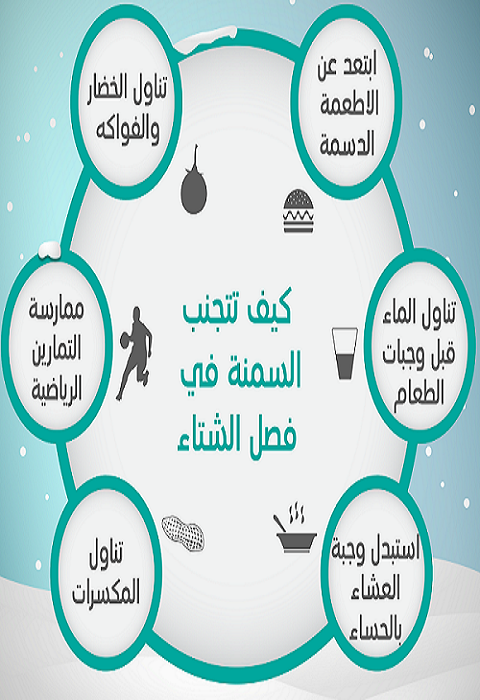 كيف تتجنب
السمنة في
فصل الشتاء
ابتعد عن
الاطعمة
الدسمة
تناول الماء
قبل وجبات
الطعام
استبدل وجبة
العشاء
بالحساء
تناول الخضار
والفواكه
ممارسة
التمارين
الرياضية
تناول
المكسرات